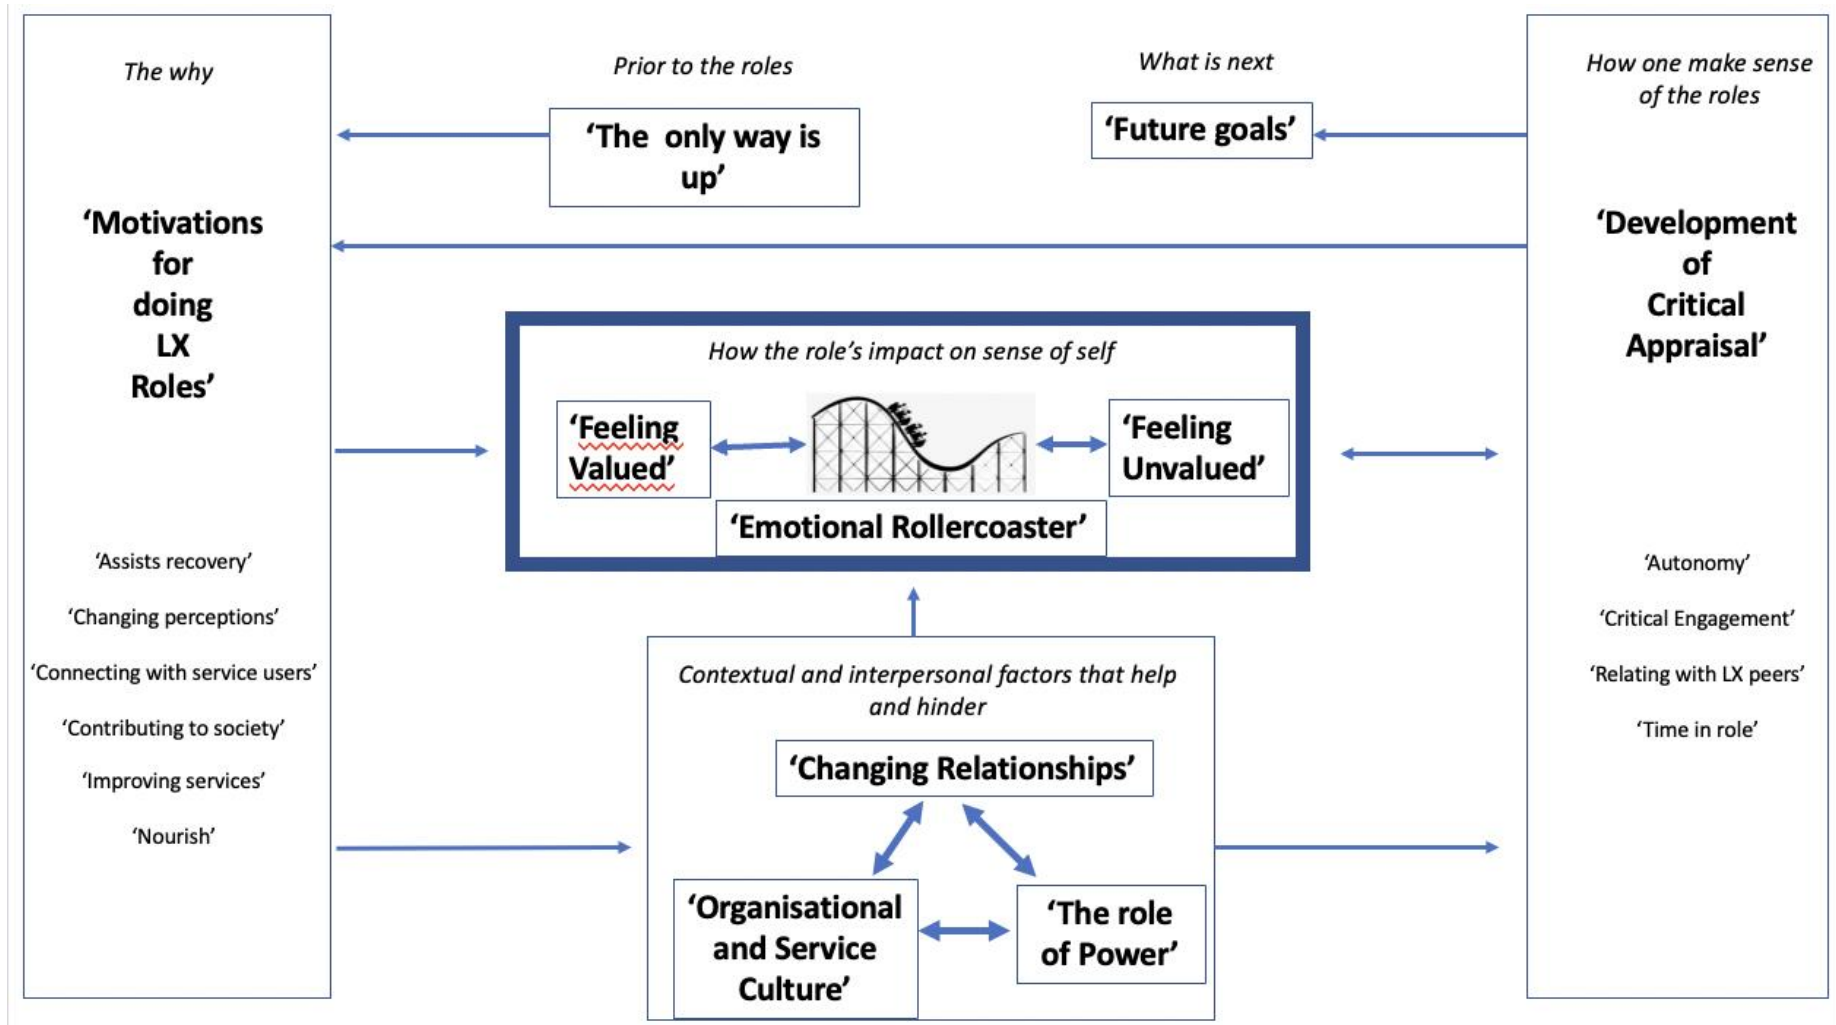 The why
‘Motivations
for
doing
LX
Roles’
‘Assists recovery’
‘Changing perceptions’
‘Connecting with service users’
‘Contributing to society’
‘Improving services’
‘Nourish’
Prior to the roles
‘The only way is
up’
What is next
‘Future goals’
How the role’s impact on sense of self
‘Feeling
Valued’
‘Emotional Rollercoaster’
‘Feeling
Unvalued’
Contextual and interpersonal factors that help
and hinder
‘Changing Relationships’
‘Organisational
and Service
Culture’
‘The role
of Power’
How one make sense
of the roles
‘Development
of
Critical
Appraisal’
‘Autonomy’
‘Critical Engagement’
‘Relating with LX peers’
‘Time in role’